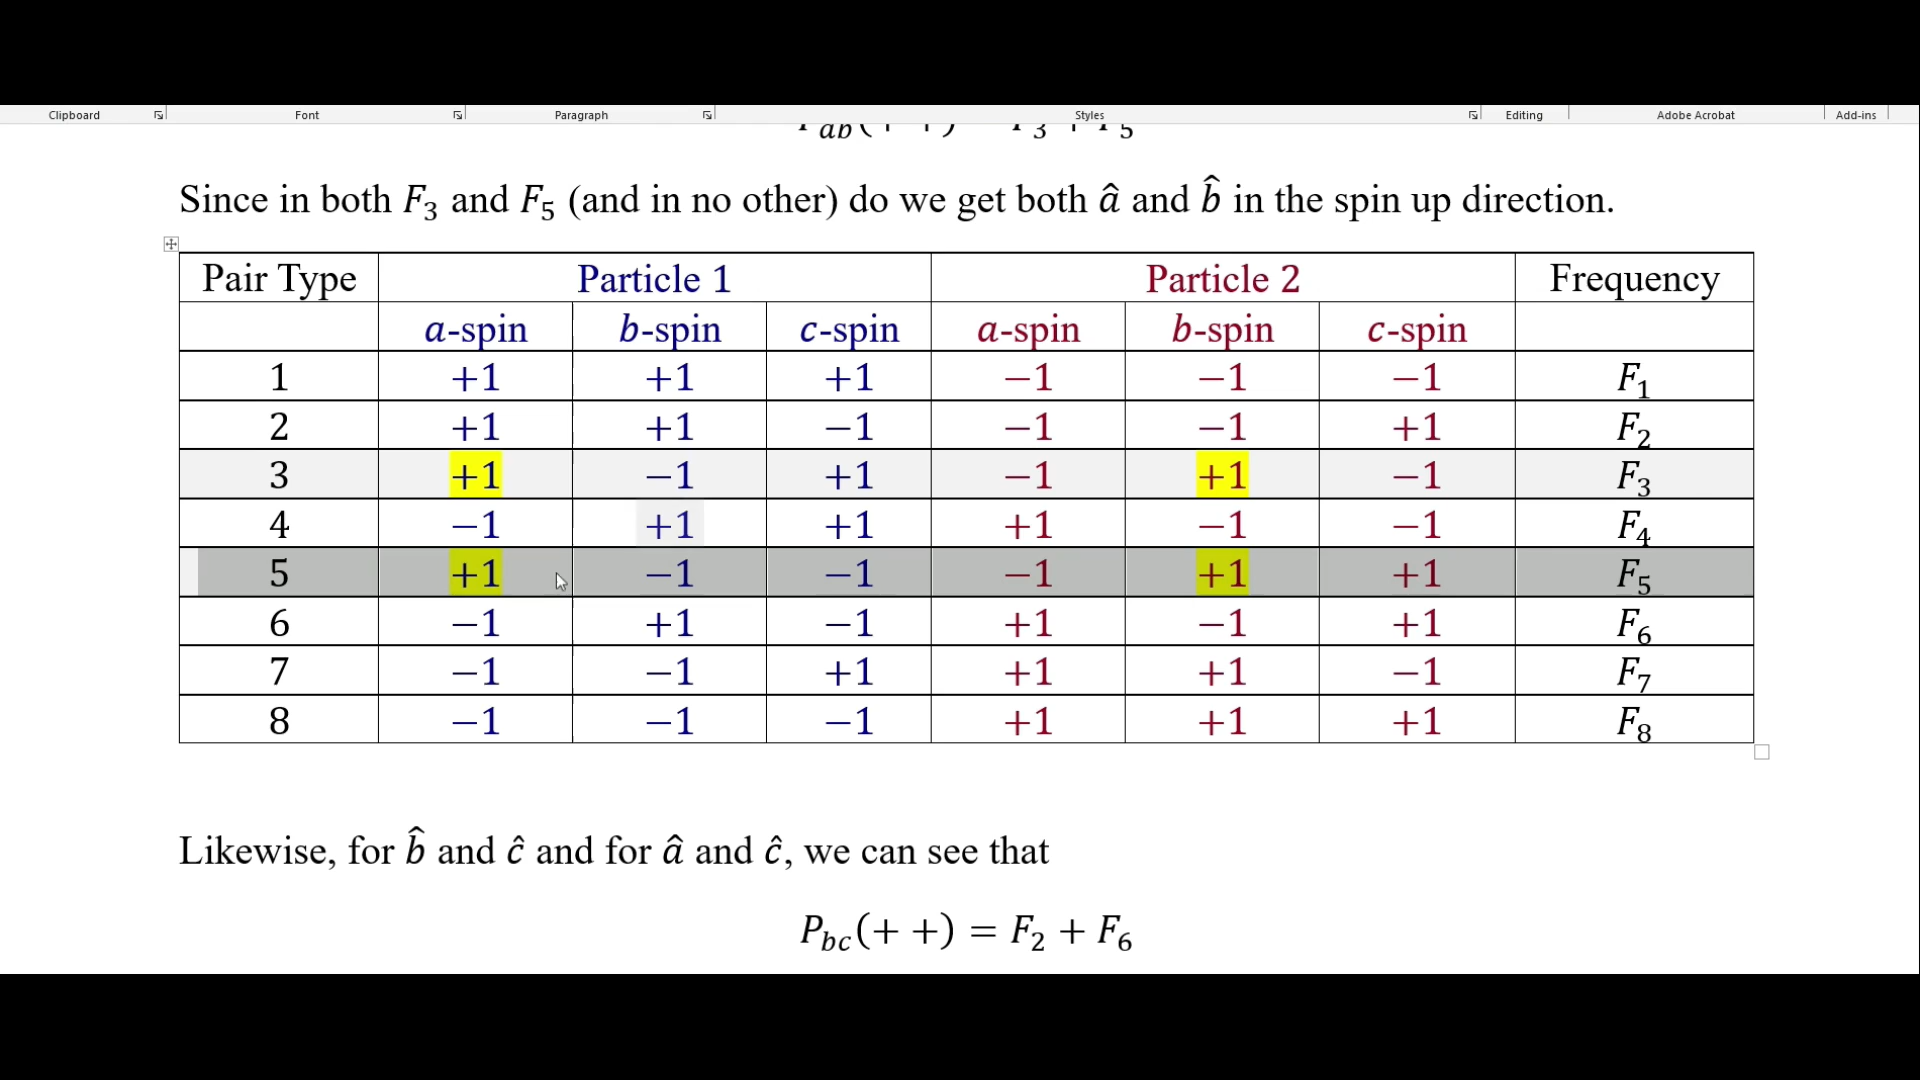 Clipboard Font Paragraph Styles Editing Adobe Acrobat Add-ins
Since in both F₃ and F₅ (and in no other) do we get both â and b̂ in the spin up direction.
Pair Type Particle 1 Particle 2 Frequency
a-spin b-spin c-spin a-spin b-spin c-spin
1 +1 +1 +1 −1 −1 −1 F₁
2 +1 +1 −1 −1 −1 +1 F₂
3 +1 −1 +1 −1 +1 −1 F₃
4 −1 +1 +1 +1 −1 −1 F₄
5 +1 −1 −1 −1 +1 +1 F₅
6 −1 +1 −1 +1 −1 +1 F₆
7 −1 −1 +1 +1 +1 −1 F₇
8 −1 −1 −1 +1 +1 +1 F₈
Likewise, for b̂ and ĉ and for â and ĉ, we can see that
P_bc(+ +) = F₂ + F₆